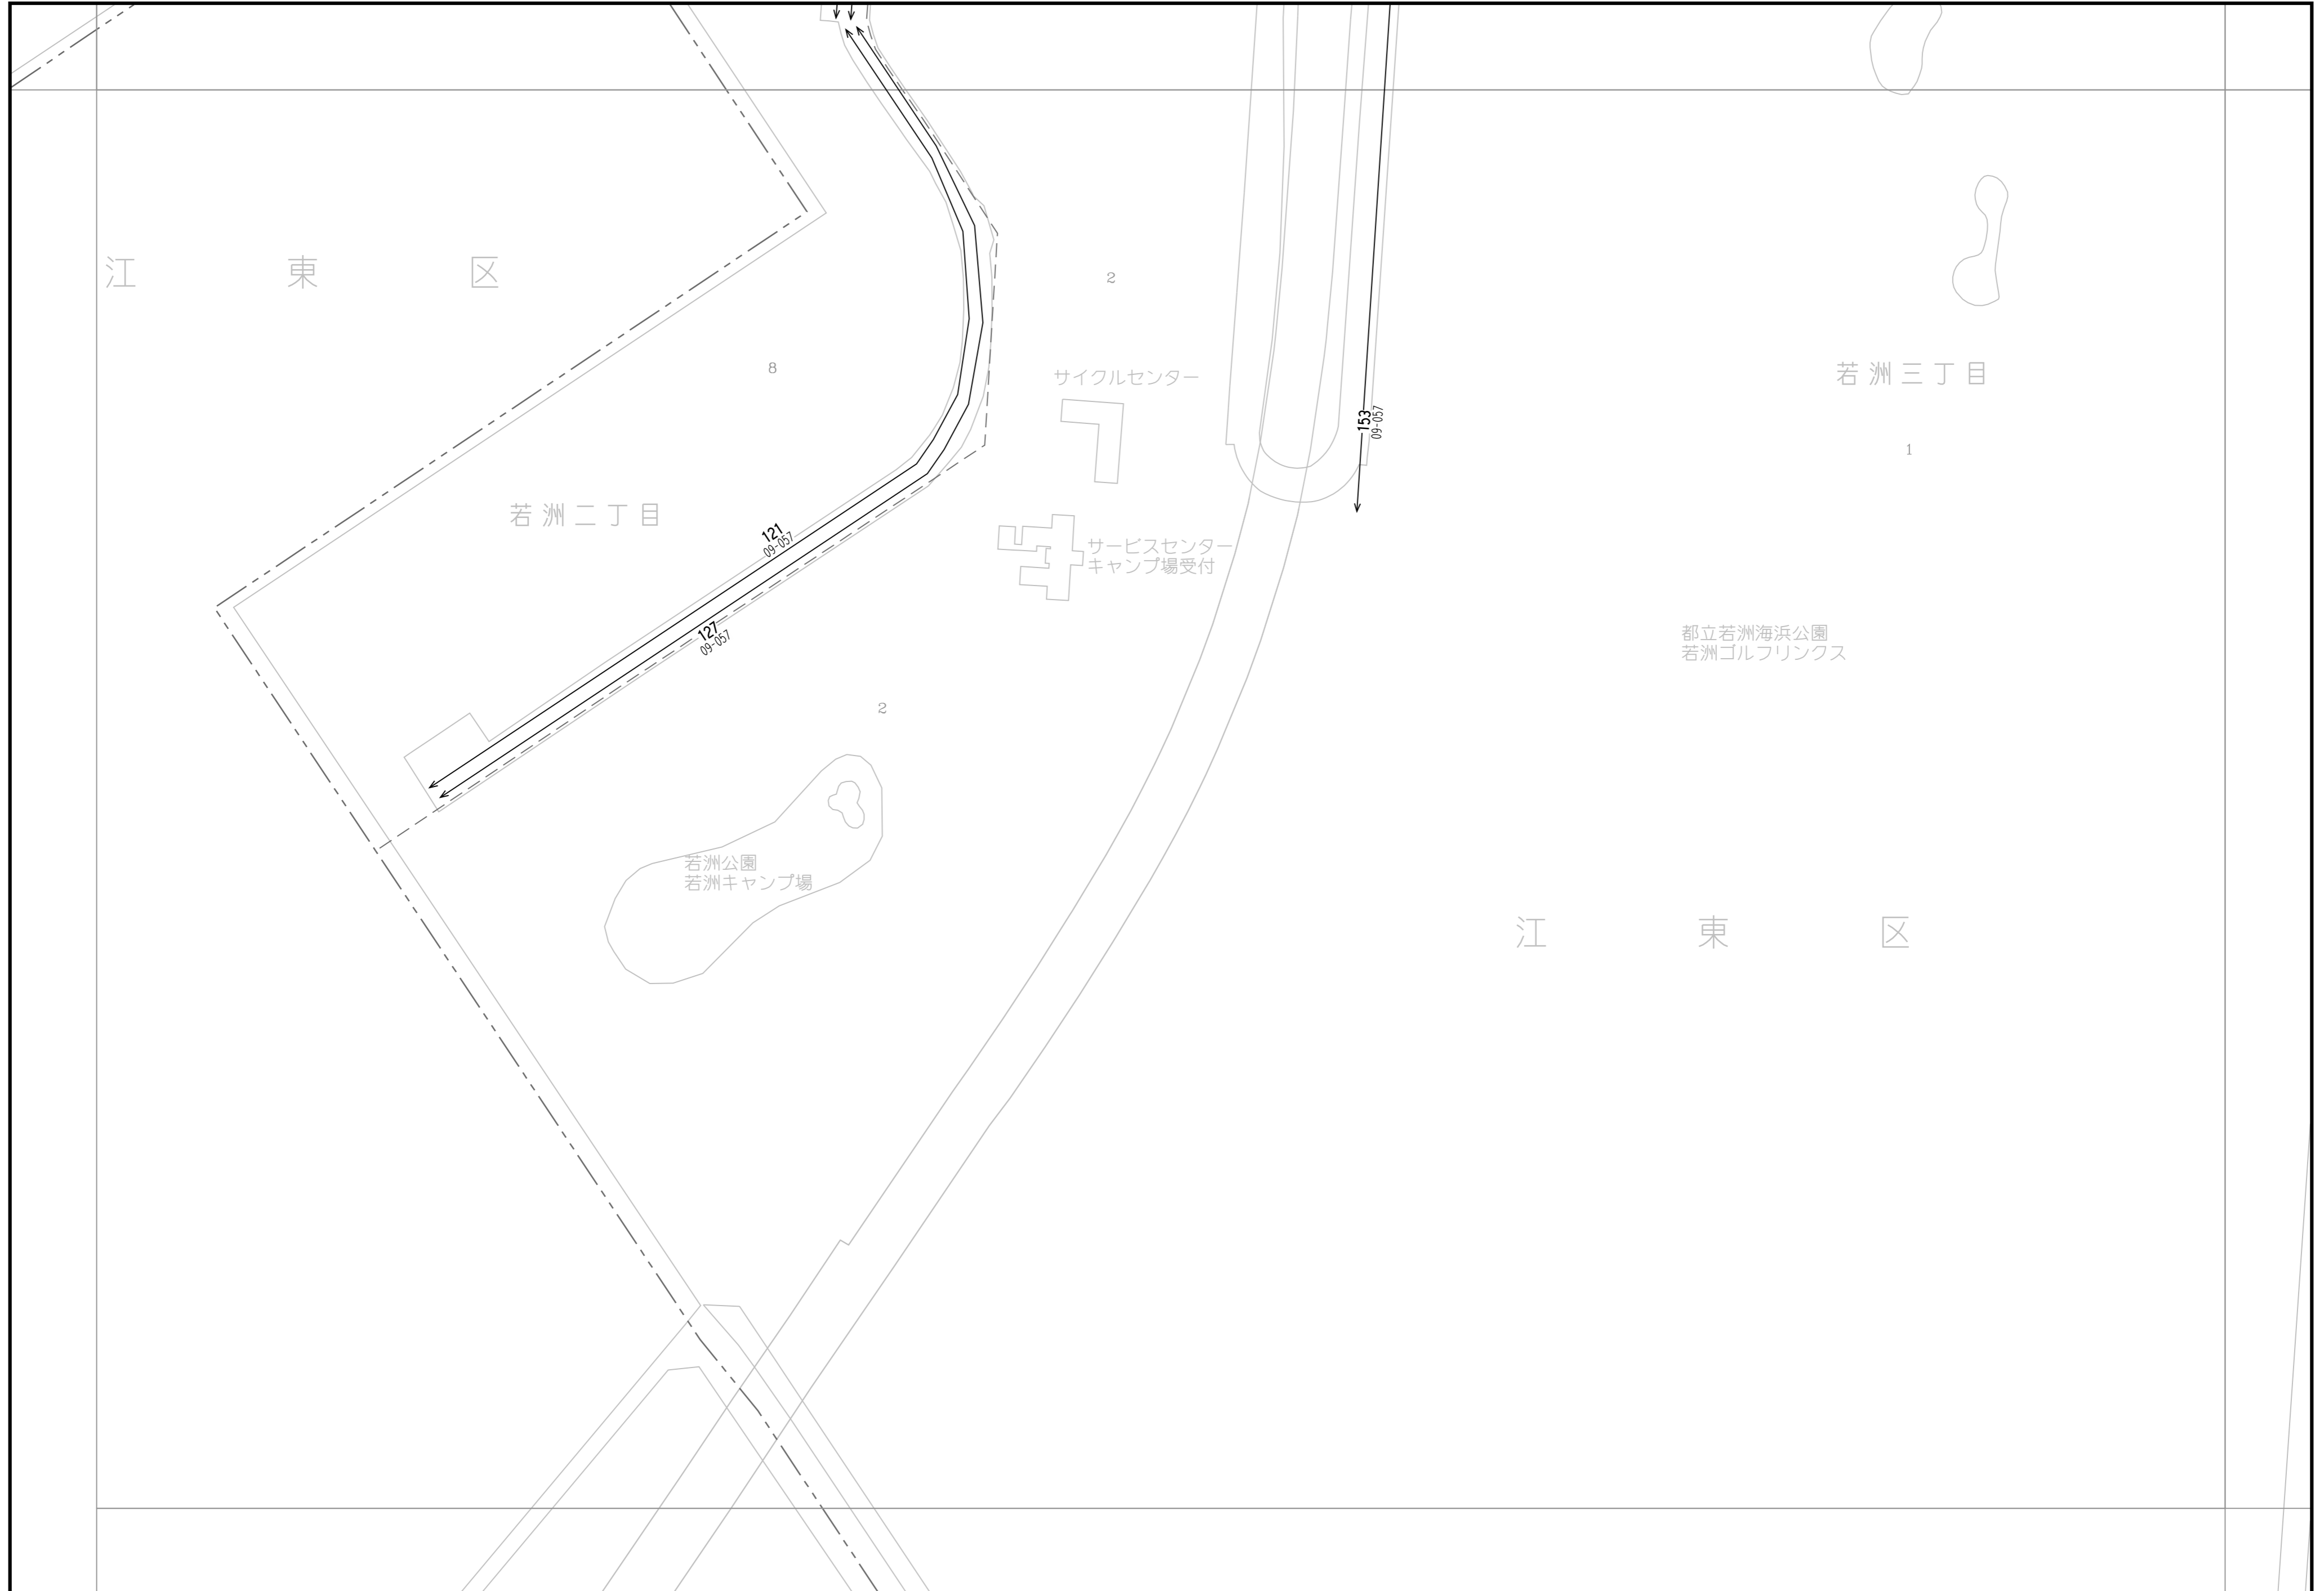 江東区
2
8
サイクルセンター
若洲三丁目
153
09-057
1
若洲二丁目
121
09-057
サービスセンター
キャンプ場受付
127
09-057
都立若洲海浜公園
若洲ゴルフリンクス
2
若洲公園
若洲キャンプ場
江東区